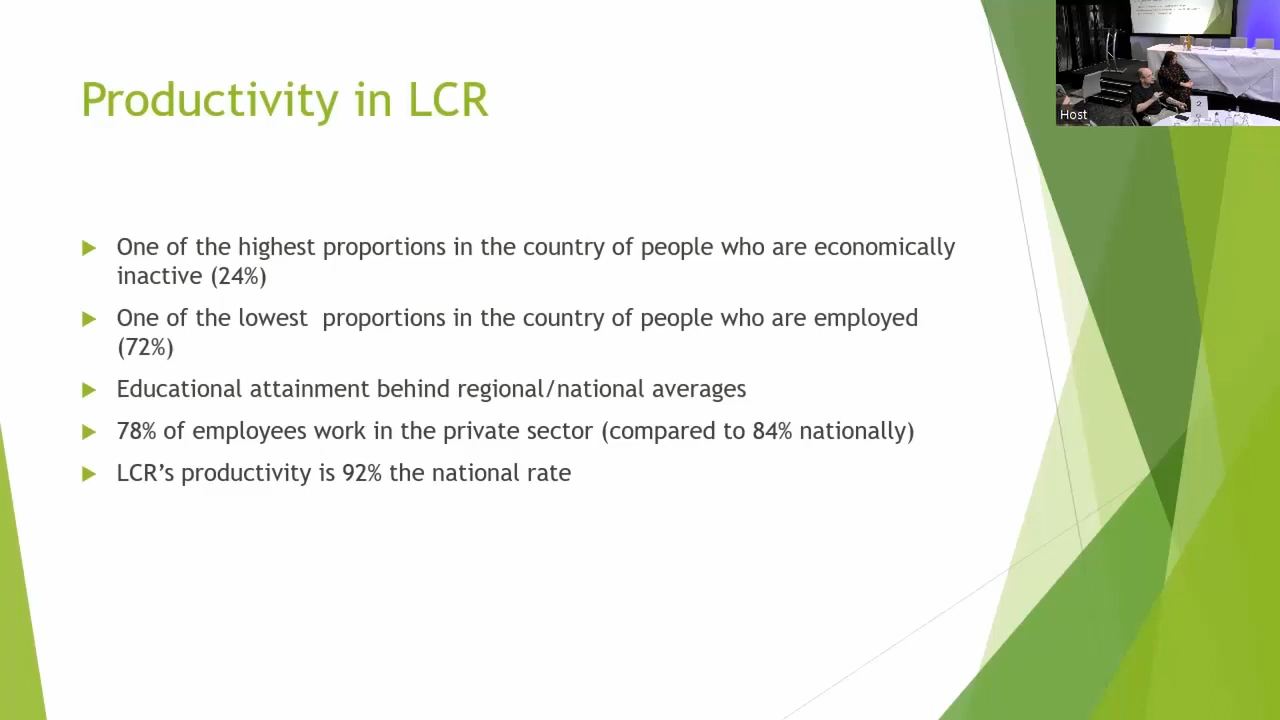 Productivity in LCR
One of the highest proportions in the country of people who are economically
inactive (24%)
One of the lowest  proportions in the country of people who are employed
(72%)
Educational attainment behind regional/national averages
78% of employees work in the private sector (compared to 84% nationally)
LCR’s productivity is 92% the national rate
Host
2